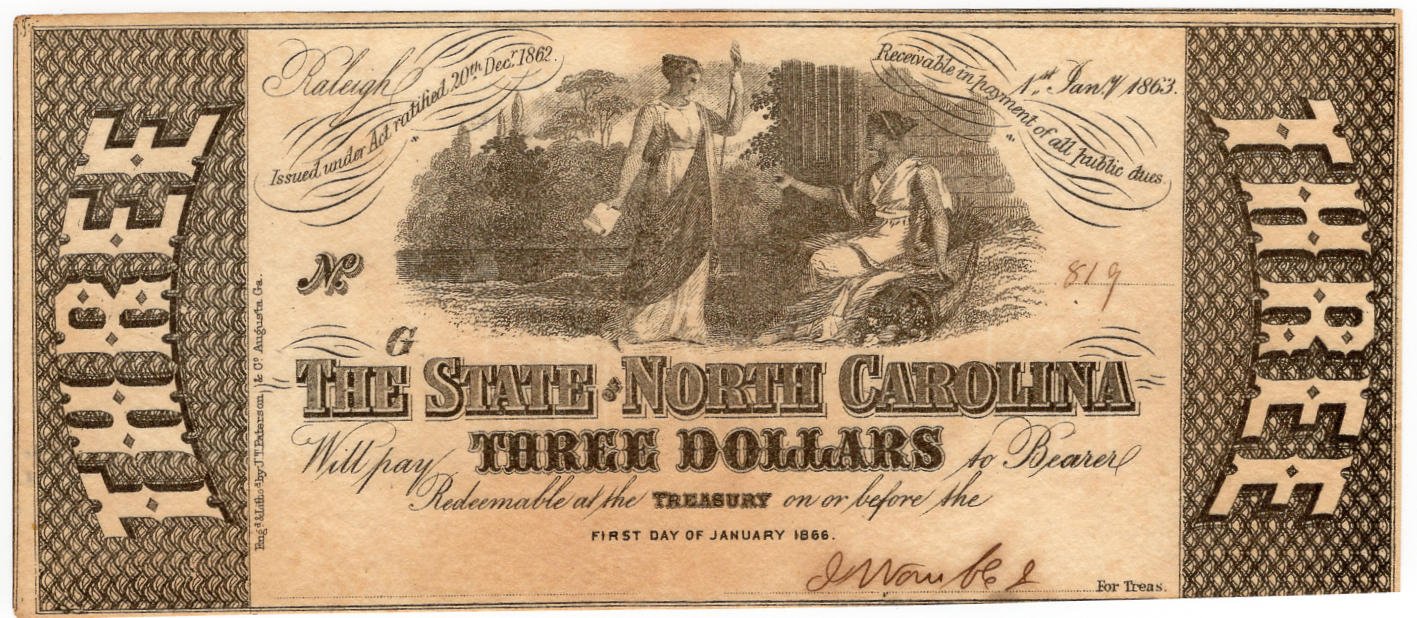 Raleigh
Issued under Act ratified 20th Decr. 1862.
Receivable in payment of all public dues.
1st. Jany 1863.
THREE
THREE
No
819
G
THE STATE OF NORTH CAROLINA
Will pay THREE DOLLARS to Bearer
Redeemable at the TREASURY on or before the
FIRST DAY OF JANUARY 1866.
For Treas.
Engd & Lithod by J.T. Paterson & Co Augusta Ga.